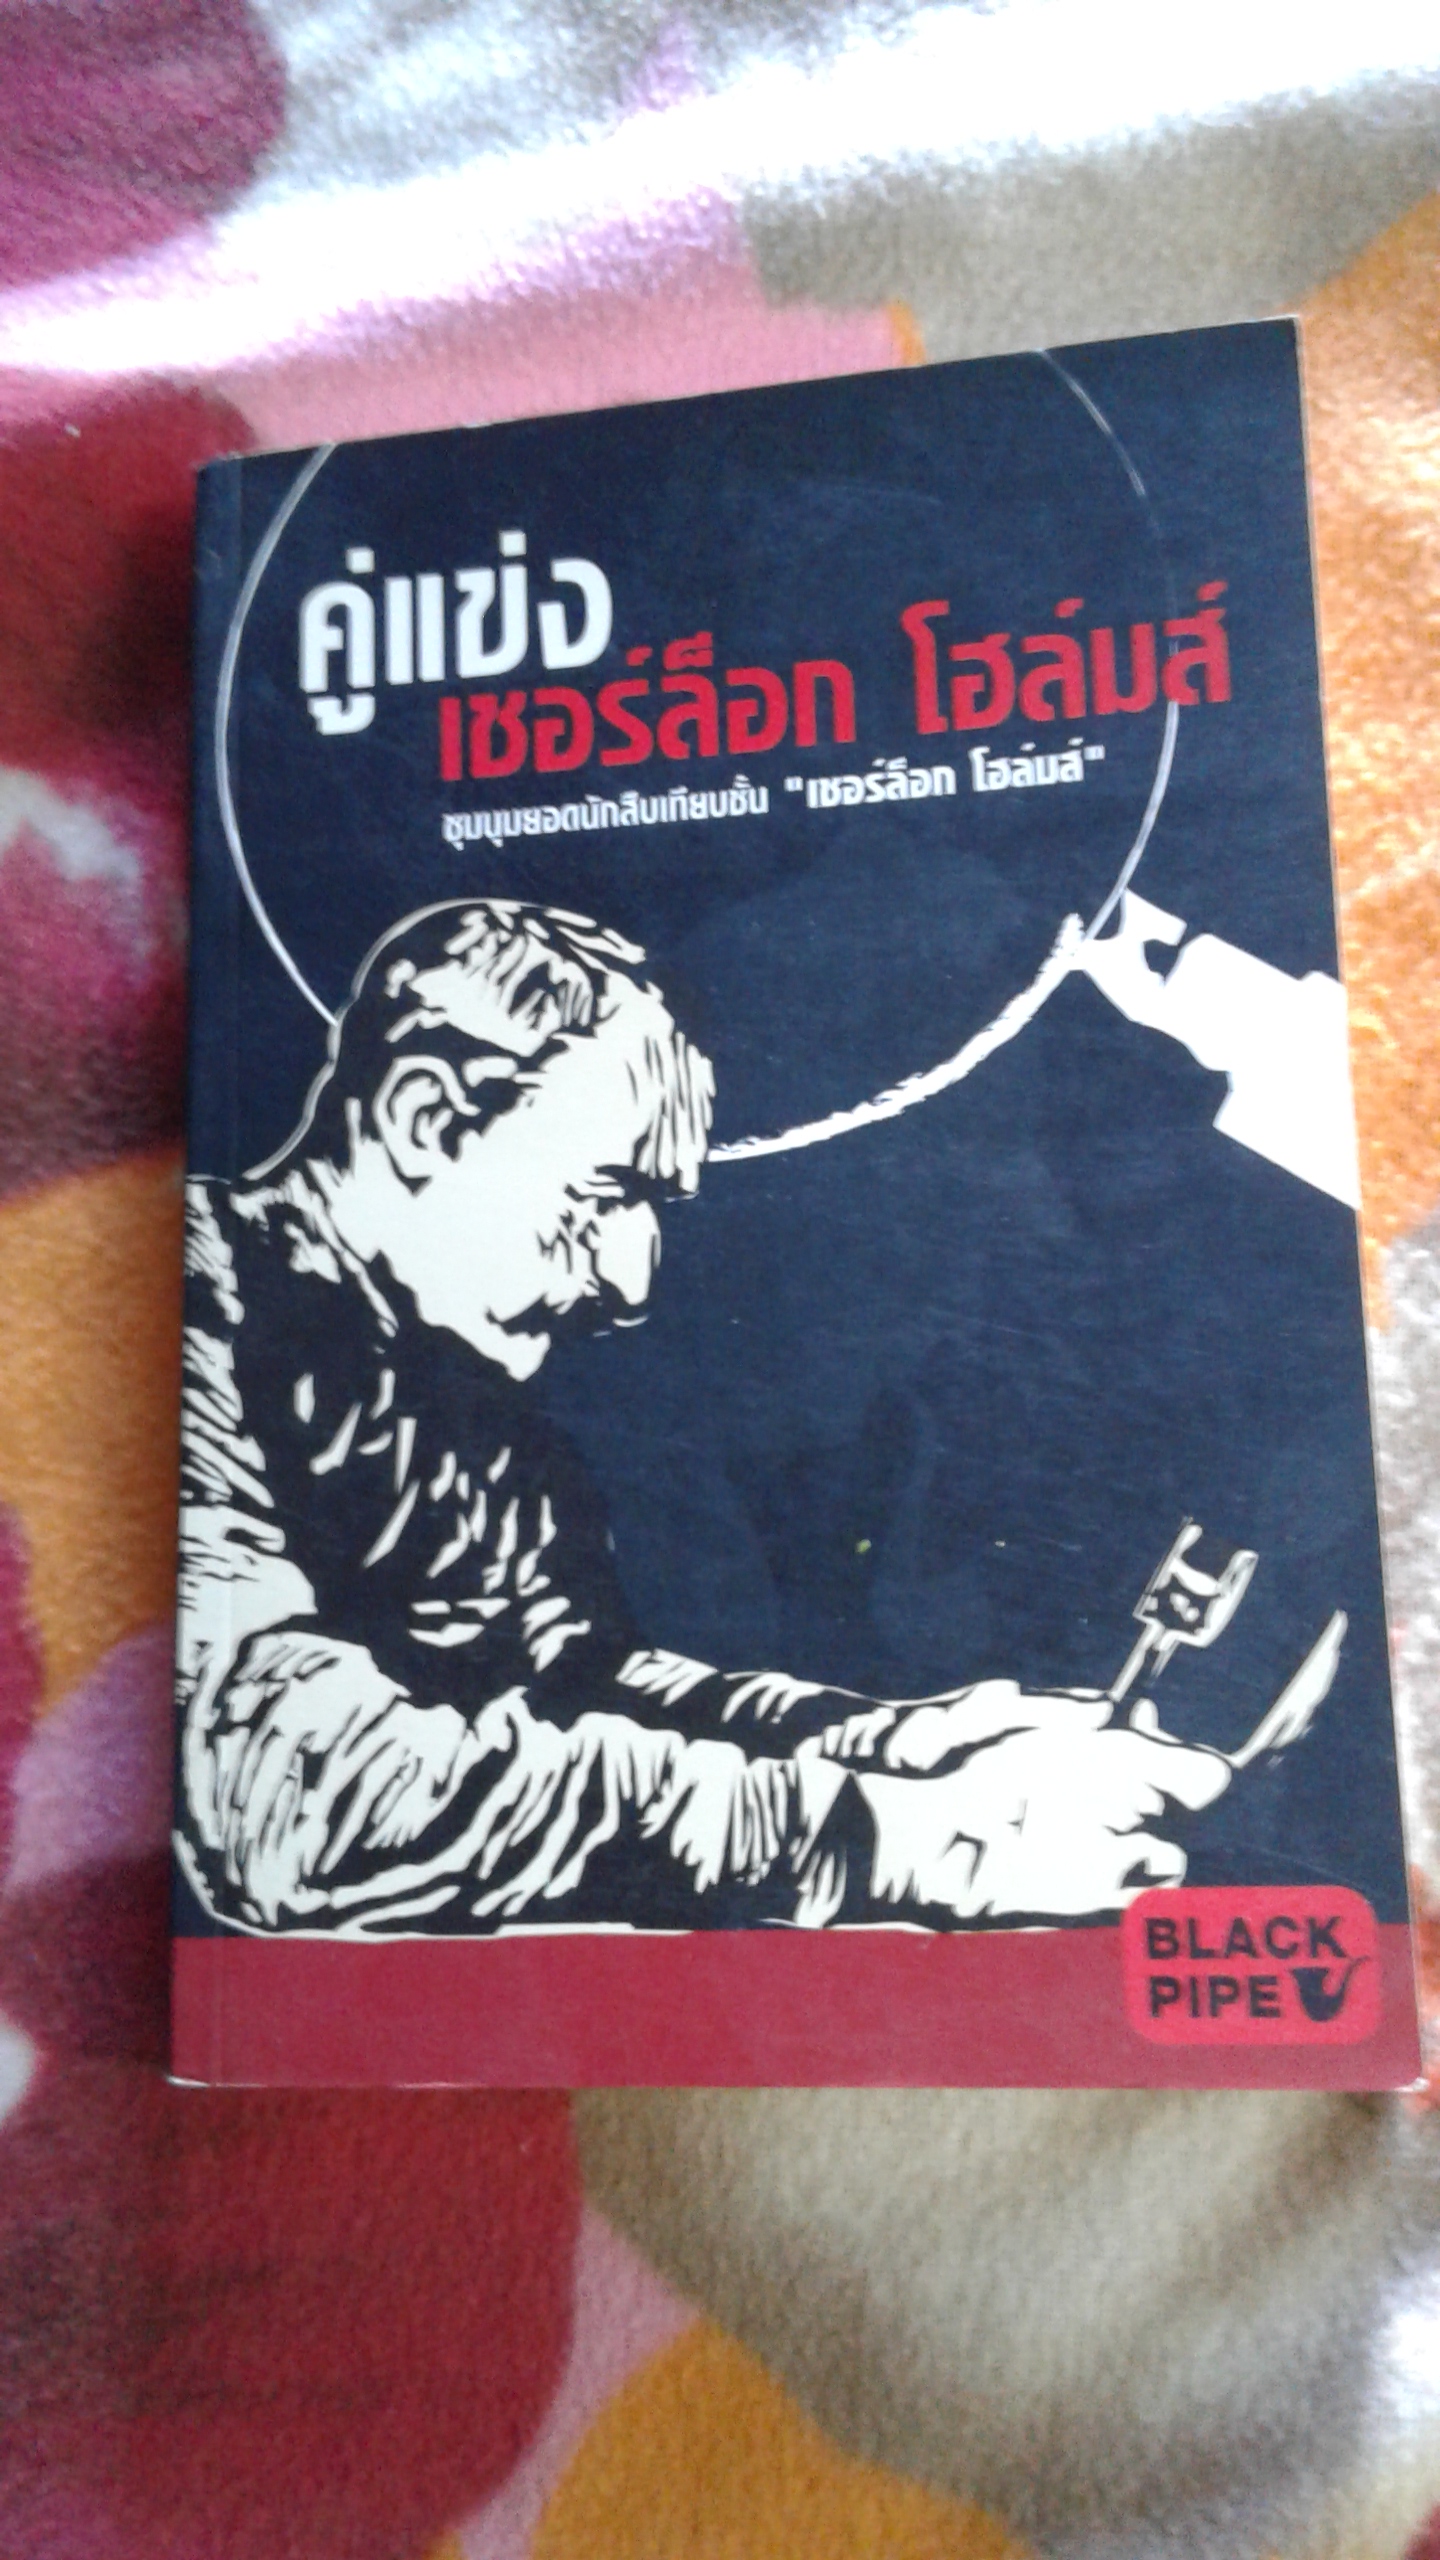 คู่แข่ง
เชอร์ล็อก โฮล์มส์
ชุมนุมยอดนักสืบเทียบชั้น "เชอร์ล็อก โฮล์มส์"
BLACK
PIPE